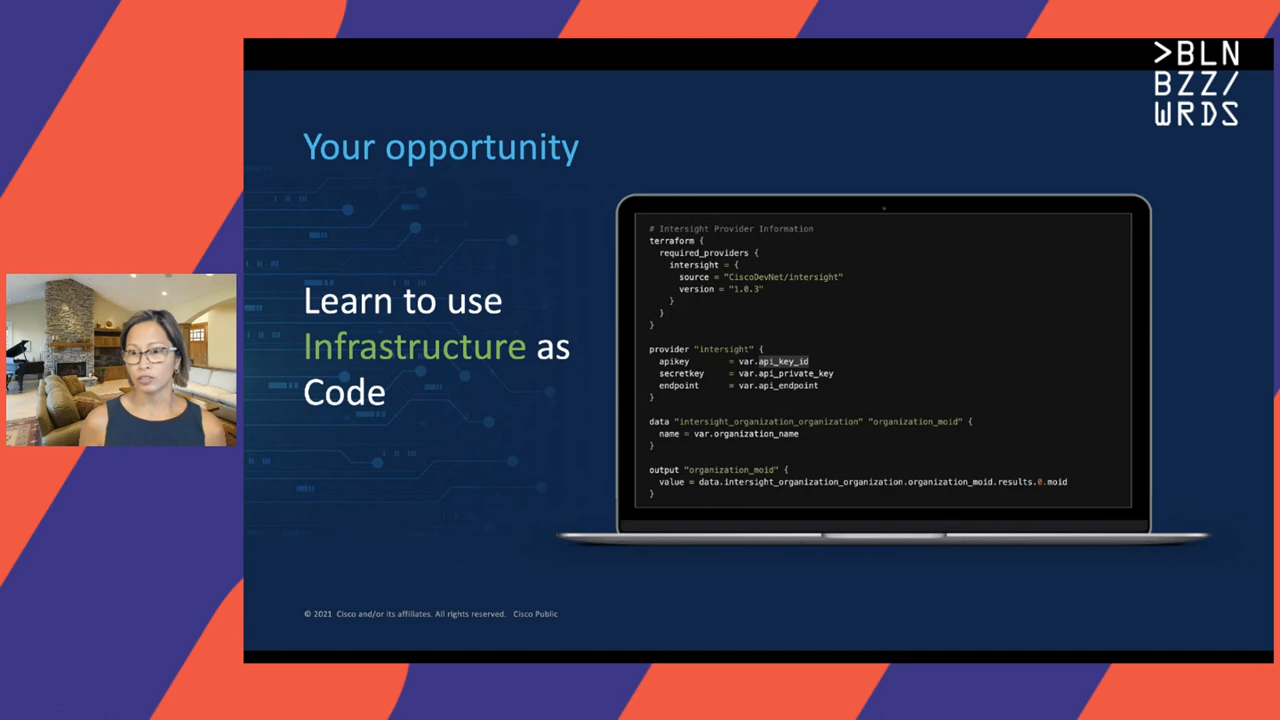 >BLN
BZZ/
WRDS
Your opportunity
Learn to use
Infrastructure as
Code
# Intersight Provider Information
terraform {
required_providers {
intersight = {
source = "CiscoDevNet/intersight"
version = "1.0.3"
}
}
}
provider "intersight" {
apikey = var.api_key_id
secretkey = var.api_private_key
endpoint = var.api_endpoint
}
data "intersight_organization_organization" "organization_moid" {
name = var.organization_name
}
output "organization_moid" {
value = data.intersight_organization_organization.organization_moid.results.0.moid
}
© 2021 Cisco and/or its affiliates. All rights reserved. Cisco Public